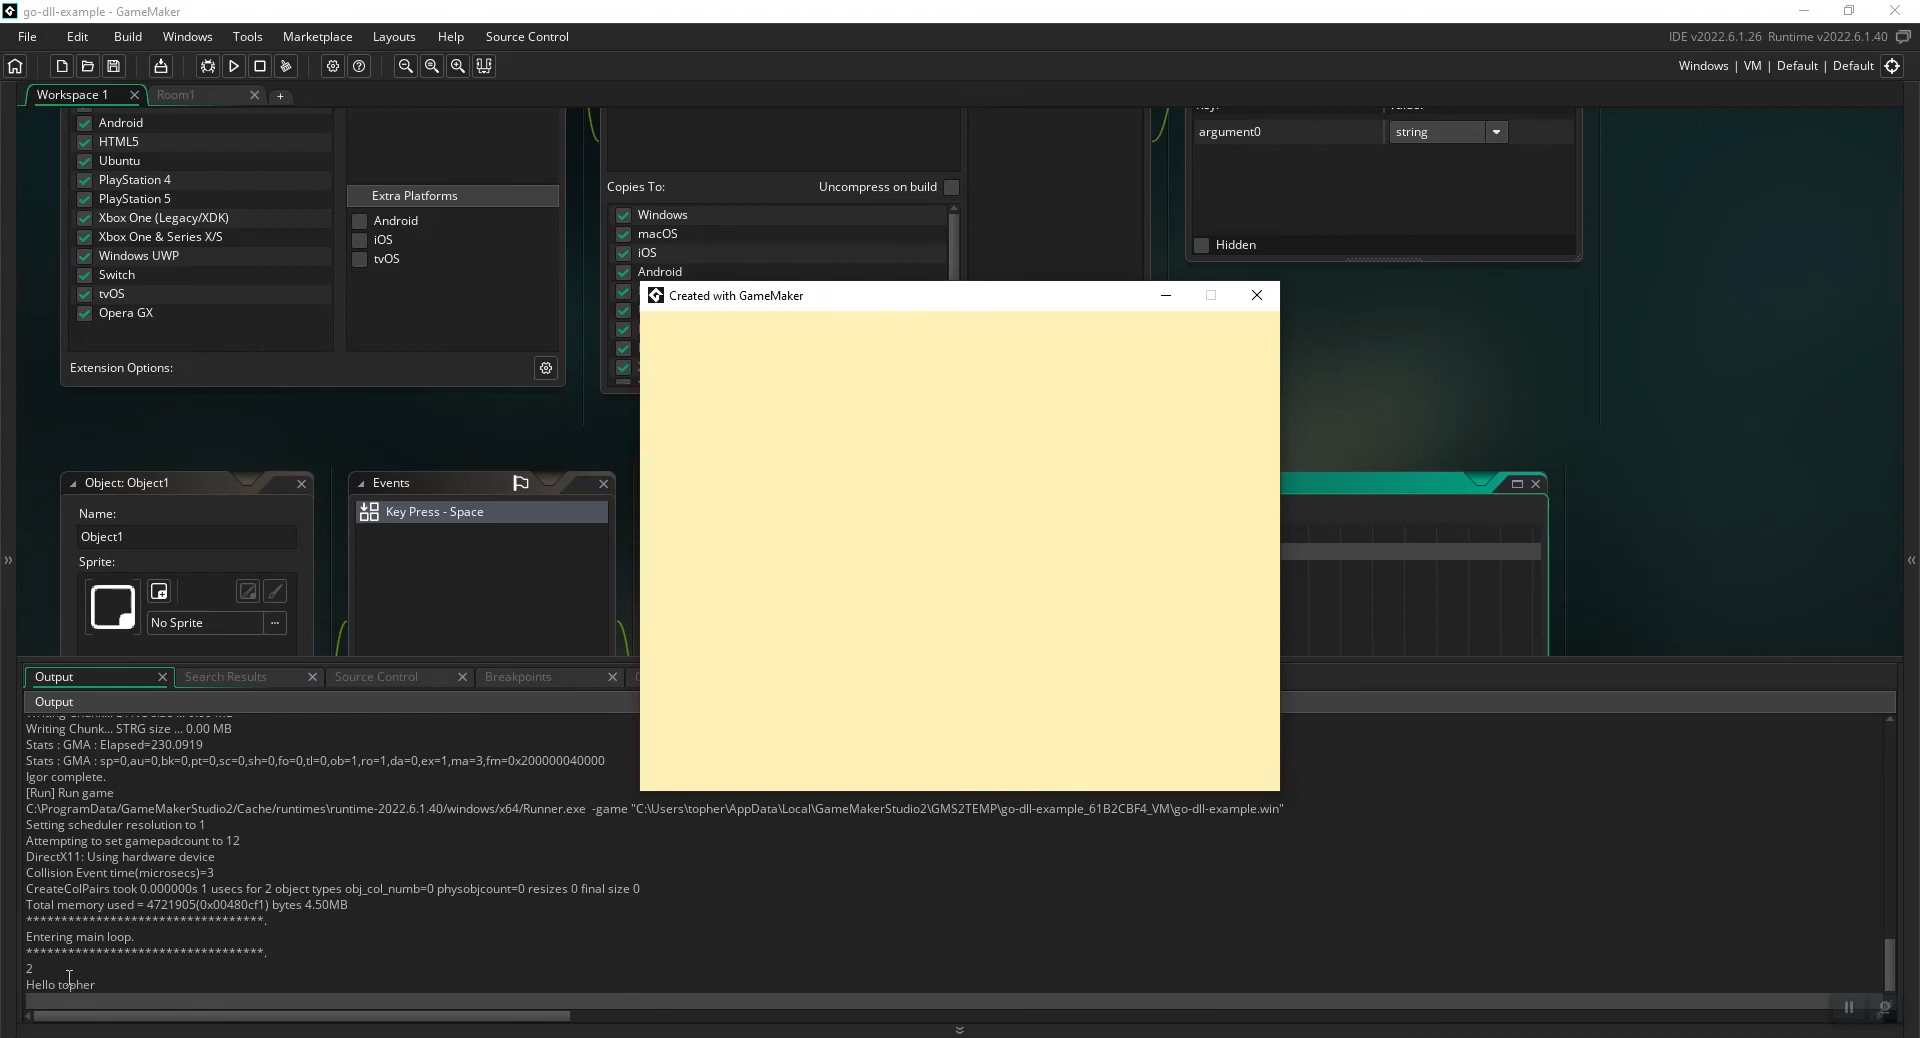 go-dll-example - GameMaker
File Edit Build Windows Tools Marketplace Layouts Help Source Control
IDE v2022.6.1.26 Runtime v2022.6.1.40
Windows | VM | Default | Default
Workspace 1
Room1
Android
HTML5
Ubuntu
PlayStation 4
PlayStation 5
Xbox One (Legacy/XDK)
Xbox One & Series X/S
Windows UWP
Switch
tvOS
Opera GX
Extension Options:
Extra Platforms
Android
iOS
tvOS
Copies To:
Uncompress on build
Windows
macOS
iOS
Android
argument0
string
Hidden
Created with GameMaker
Object: Object1
Name:
Object1
Sprite:
No Sprite
Events
Key Press - Space
Output
Search Results
Source Control
Breakpoints
Output
Writing Chunk... STRG size ... 0.00 MB
Stats : GMA : Elapsed=230.0919
Stats : GMA : sp=0,au=0,bk=0,pt=0,sc=0,sh=0,fo=0,tl=0,ob=1,ro=1,da=0,ex=1,ma=3,fm=0x200000040000
Igor complete.
[Run] Run game
C:\ProgramData/GameMakerStudio2/Cache/runtimes\runtime-2022.6.1.40/windows/x64/Runner.exe -game "C:\Users\topher\AppData\Local\GameMakerStudio2\GMS2TEMP\go-dll-example_61B2CBF4_VM\go-dll-example.win"
Setting scheduler resolution to 1
Attempting to set gamepadcount to 12
DirectX11: Using hardware device
Collision Event time(microsecs)=3
CreateColPairs took 0.000000s 1 usecs for 2 object types obj_col_numb=0 physobjcount=0 resizes 0 final size 0
Total memory used = 4721905(0x00480cf1) bytes 4.50MB
**********************************.
Entering main loop.
**********************************.
2
Hello topher